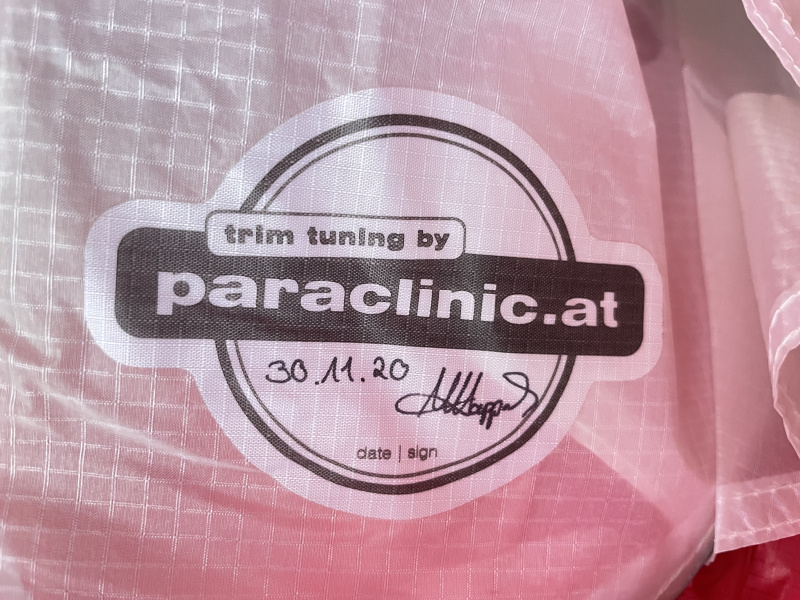 trim tuning by
paraclinic.at
30.11.20
date | sign